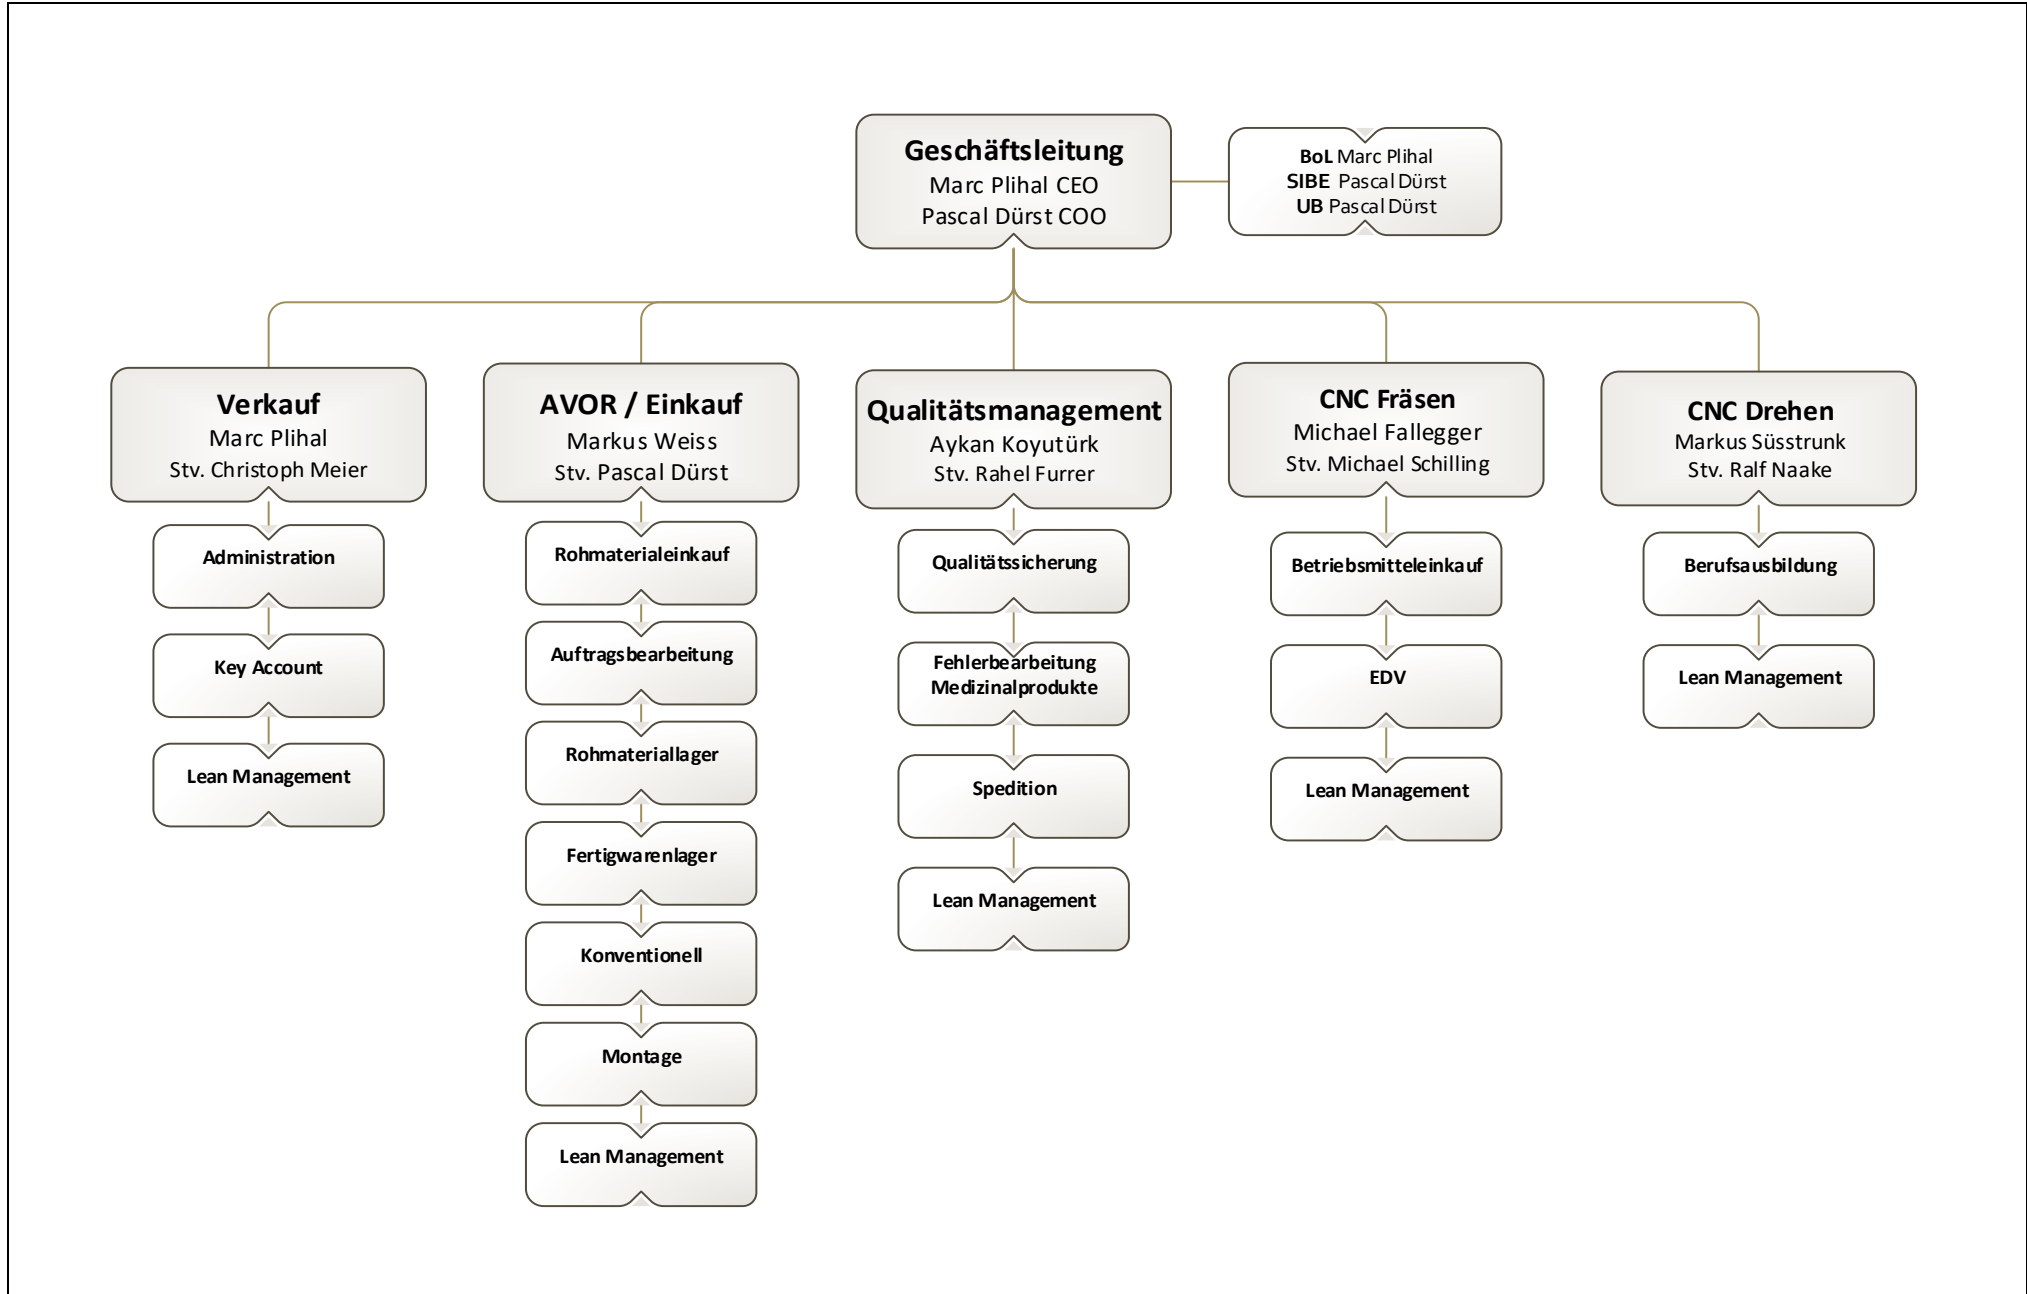 Geschäftsleitung
Marc Plihal CEO
Pascal Dürst COO
BoL Marc Plihal
SIBE Pascal Dürst
UB Pascal Dürst
Verkauf
Marc Plihal
Stv. Christoph Meier
Administration
Key Account
Lean Management
AVOR / Einkauf
Markus Weiss
Stv. Pascal Dürst
Rohmaterialeinkauf
Auftragsbearbeitung
Rohmateriallager
Fertigwarenlager
Konventionell
Montage
Lean Management
Qualitätsmanagement
Aykan Koyutürk
Stv. Rahel Furrer
Qualitätssicherung
Fehlerbearbeitung
Medizinalprodukte
Spedition
Lean Management
CNC Fräsen
Michael Fallegger
Stv. Michael Schilling
Betriebsmitteleinkauf
EDV
Lean Management
CNC Drehen
Markus Süsstrunk
Stv. Ralf Naake
Berufsausbildung
Lean Management